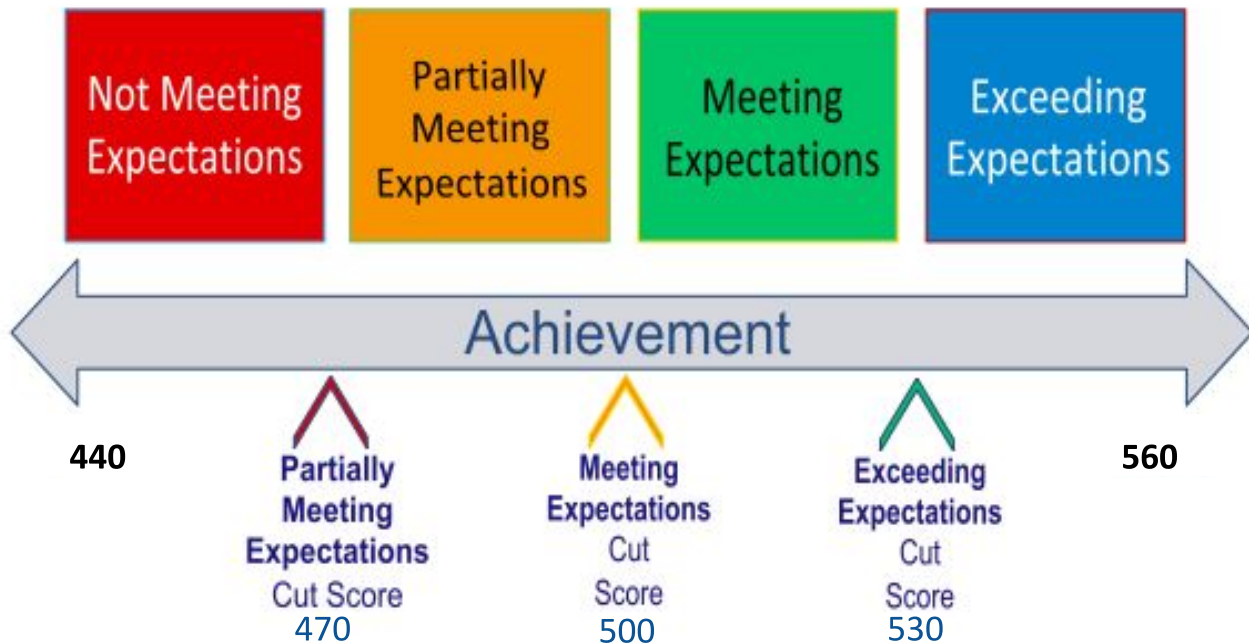 Not Meeting
Expectations
Partially
Meeting
Expectations
Meeting
Expectations
Exceeding
Expectations
Achievement
440
560
Partially
Meeting
Expectations
Cut Score
470
Meeting
Expectations
Cut
Score
500
Exceeding
Expectations
Cut
Score
530